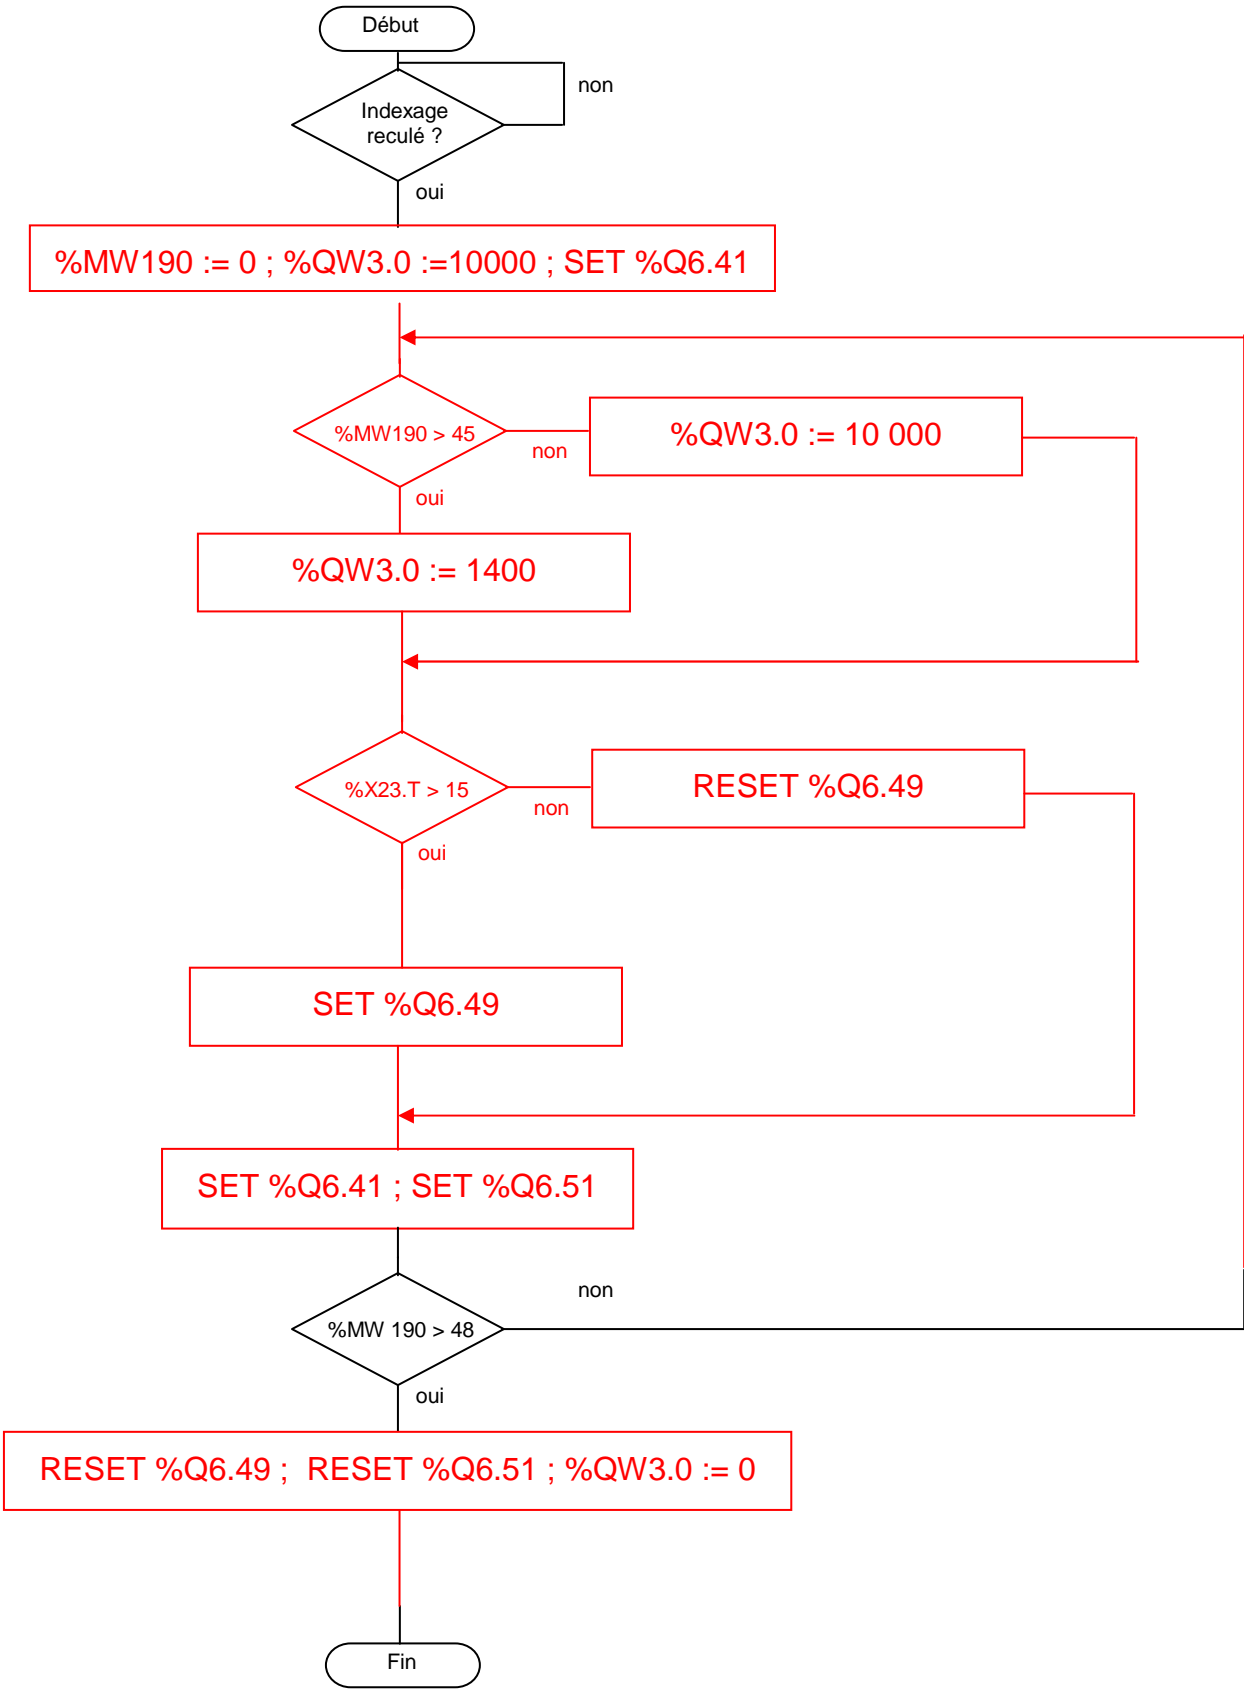 Début
non
Indexage
reculé ?
oui
%MW190 := 0 ; %QW3.0 :=10000 ; SET %Q6.41
%MW190 > 45
non
%QW3.0 := 10 000
oui
%QW3.0 := 1400
%X23.T > 15
non
RESET %Q6.49
oui
SET %Q6.49
SET %Q6.41 ; SET %Q6.51
non
%MW 190 > 48
oui
RESET %Q6.49 ; RESET %Q6.51 ; %QW3.0 := 0
Fin